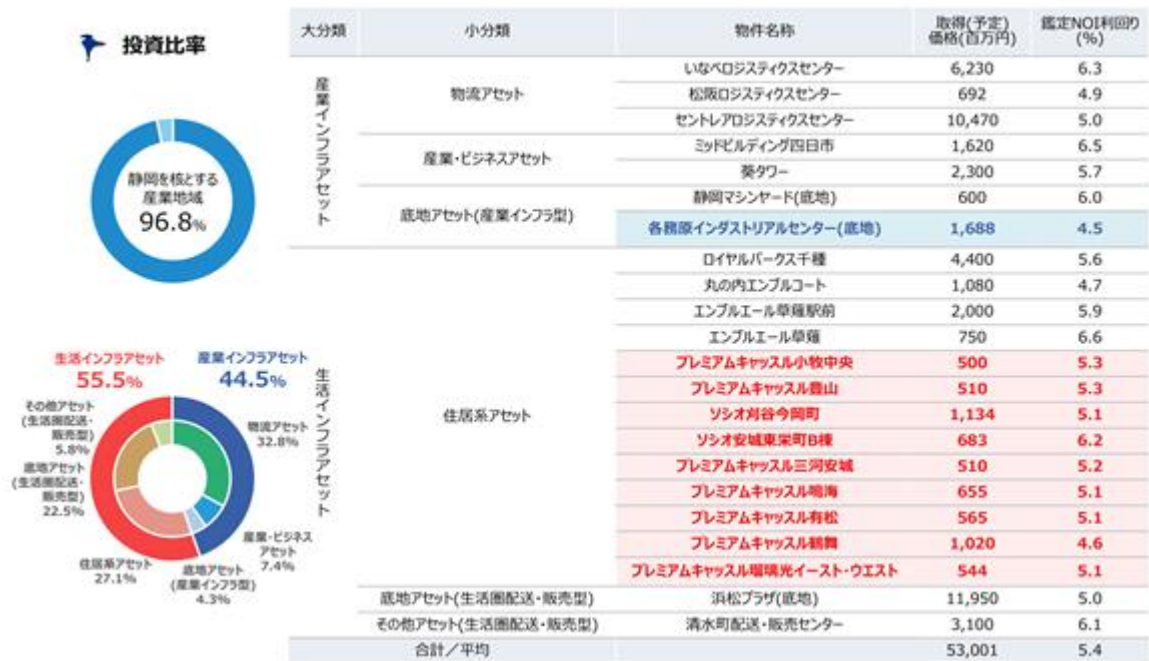 投資比率
静岡を核とする
産業地域
96.8%
生活インフラアセット
55.5%
産業インフラアセット
44.5%
その他アセット
(生活圏配送・
販売型)
5.8%
底地アセット
(生活圏配送・
販売型)
22.5%
住居系アセット
27.1%
底地アセット
(産業インフラ型)
4.3%
産業・ビジネス
アセット
7.4%
物流アセット
32.8%
大分類 小分類 物件名称 取得(予定)価格(百万円) 鑑定NOI利回り(%)
産業インフラアセット
物流アセット
いなべロジスティクスセンター 6,230 6.3
松阪ロジスティクスセンター 692 4.9
セントレアロジスティクスセンター 10,470 5.0
産業・ビジネスアセット
ミッドビルディング四日市 1,620 6.5
葵タワー 2,300 5.7
底地アセット(産業インフラ型)
静岡マシンヤード(底地) 600 6.0
各務原インダストリアルセンター(底地) 1,688 4.5
生活インフラアセット
住居系アセット
ロイヤルパークス千種 4,400 5.6
丸の内エンブルコート 1,080 4.7
エンブルエール草薙駅前 2,000 5.9
エンブルエール草薙 750 6.6
プレミアムキャッスル小牧中央 500 5.3
プレミアムキャッスル豊山 510 5.3
ソシオ刈谷今岡町 1,134 5.1
ソシオ安城東栄町B棟 683 6.2
プレミアムキャッスル三河安城 510 5.2
プレミアムキャッスル鳴海 655 5.1
プレミアムキャッスル有松 565 5.1
プレミアムキャッスル鶴舞 1,020 4.6
プレミアムキャッスル瑠璃光イースト・ウエスト 544 5.1
底地アセット(生活圏配送・販売型) 浜松プラザ(底地) 11,950 5.0
その他アセット(生活圏配送・販売型) 清水町配送・販売センター 3,100 6.1
合計／平均 53,001 5.4